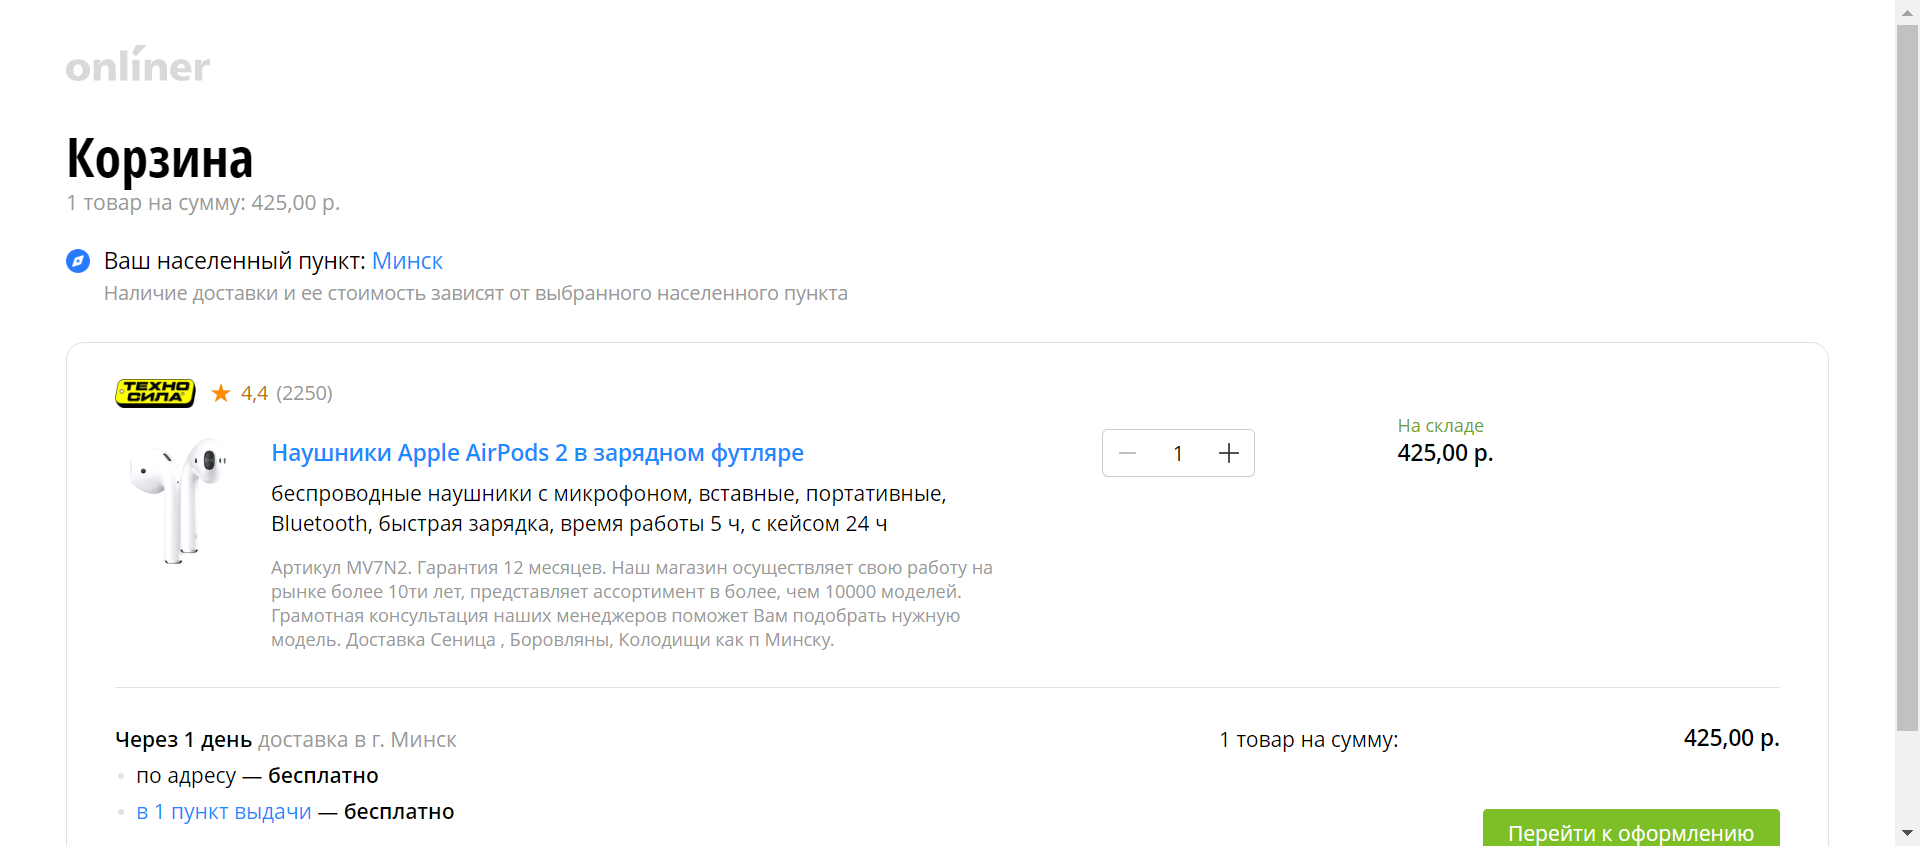 onlíner
Корзина
1 товар на сумму: 425,00 р.
Ваш населенный пункт: Минск
Наличие доставки и ее стоимость зависят от выбранного населенного пункта
ТЕХНО
СИЛА
4,4 (2250)
Наушники Apple AirPods 2 в зарядном футляре
беспроводные наушники с микрофоном, вставные, портативные,
Bluetooth, быстрая зарядка, время работы 5 ч, с кейсом 24 ч
Артикул MV7N2. Гарантия 12 месяцев. Наш магазин осуществляет свою работу на
рынке более 10ти лет, представляет ассортимент в более, чем 10000 моделей.
Грамотная консультация наших менеджеров поможет Вам подобрать нужную
модель. Доставка Сеница , Боровляны, Колодищи как п Минску.
1
На складе
425,00 р.
Через 1 день доставка в г. Минск
по адресу — бесплатно
в 1 пункт выдачи — бесплатно
1 товар на сумму: 425,00 р.
Перейти к оформлению